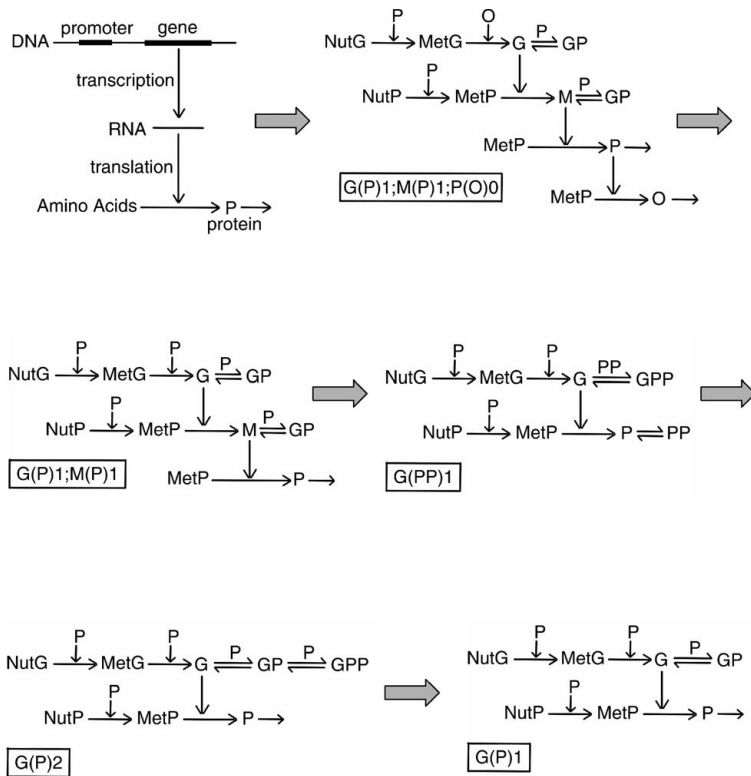 promoter gene
DNA
transcription
RNA
translation
Amino Acids P
protein
P O
NutG MetG G P GP
P
NutP MetP M P GP
MetP P
G(P)1;M(P)1;P(O)0
MetP O
P P
NutG MetG G P GP
P
NutP MetP M P GP
G(P)1;M(P)1
MetP P
P P
NutG MetG G PP GPP
P
NutP MetP P PP
G(PP)1
P P
NutG MetG G P GP P GPP
P
NutP MetP P
G(P)2
P P
NutG MetG G P GP
P
NutP MetP P
G(P)1